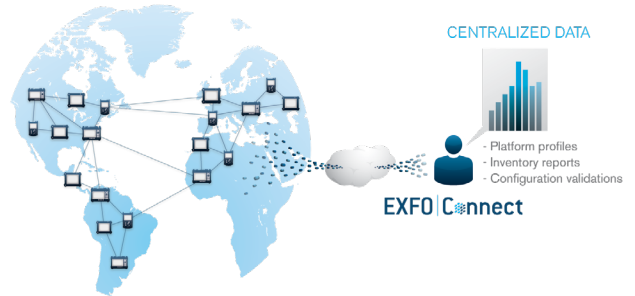 CENTRALIZED DATA
- Platform profiles
- Inventory reports
- Configuration validations
EXFO Connect